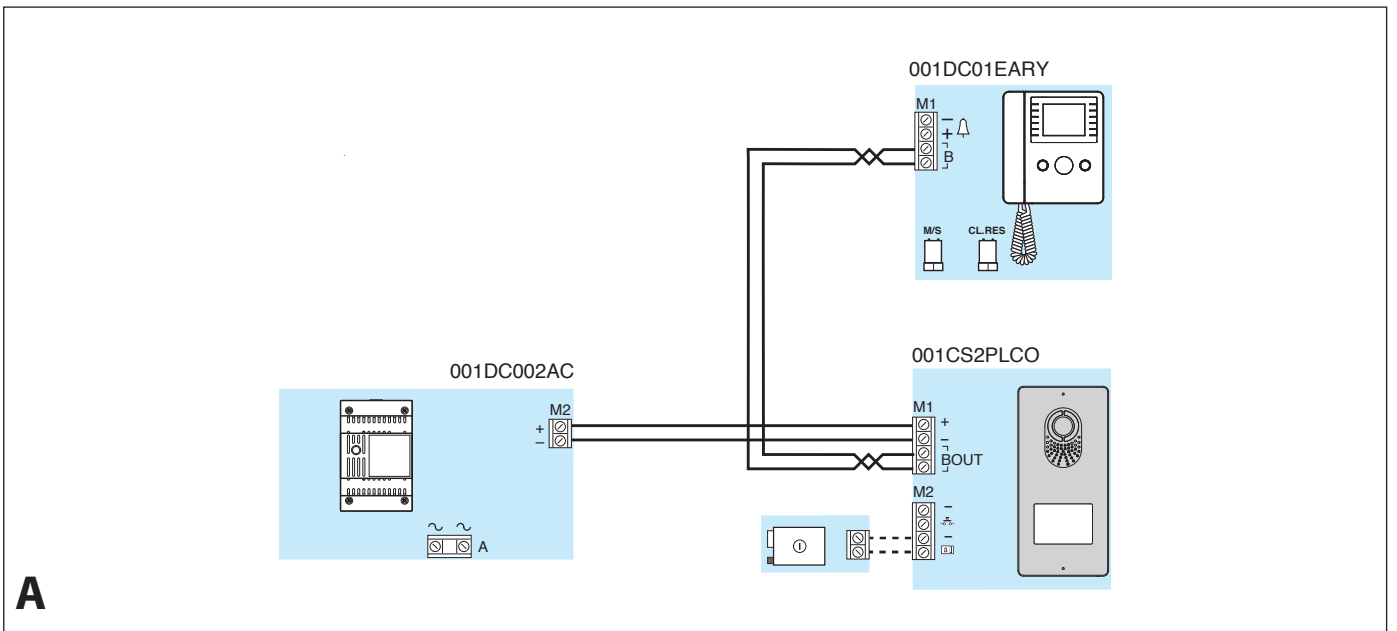 001DC01EARY
M1
−
+
B
M/S CL.RES
001CS2PLCO
001DC002AC
M2
+
−
M1
+
−
BOUT
M2
−
−
A
A